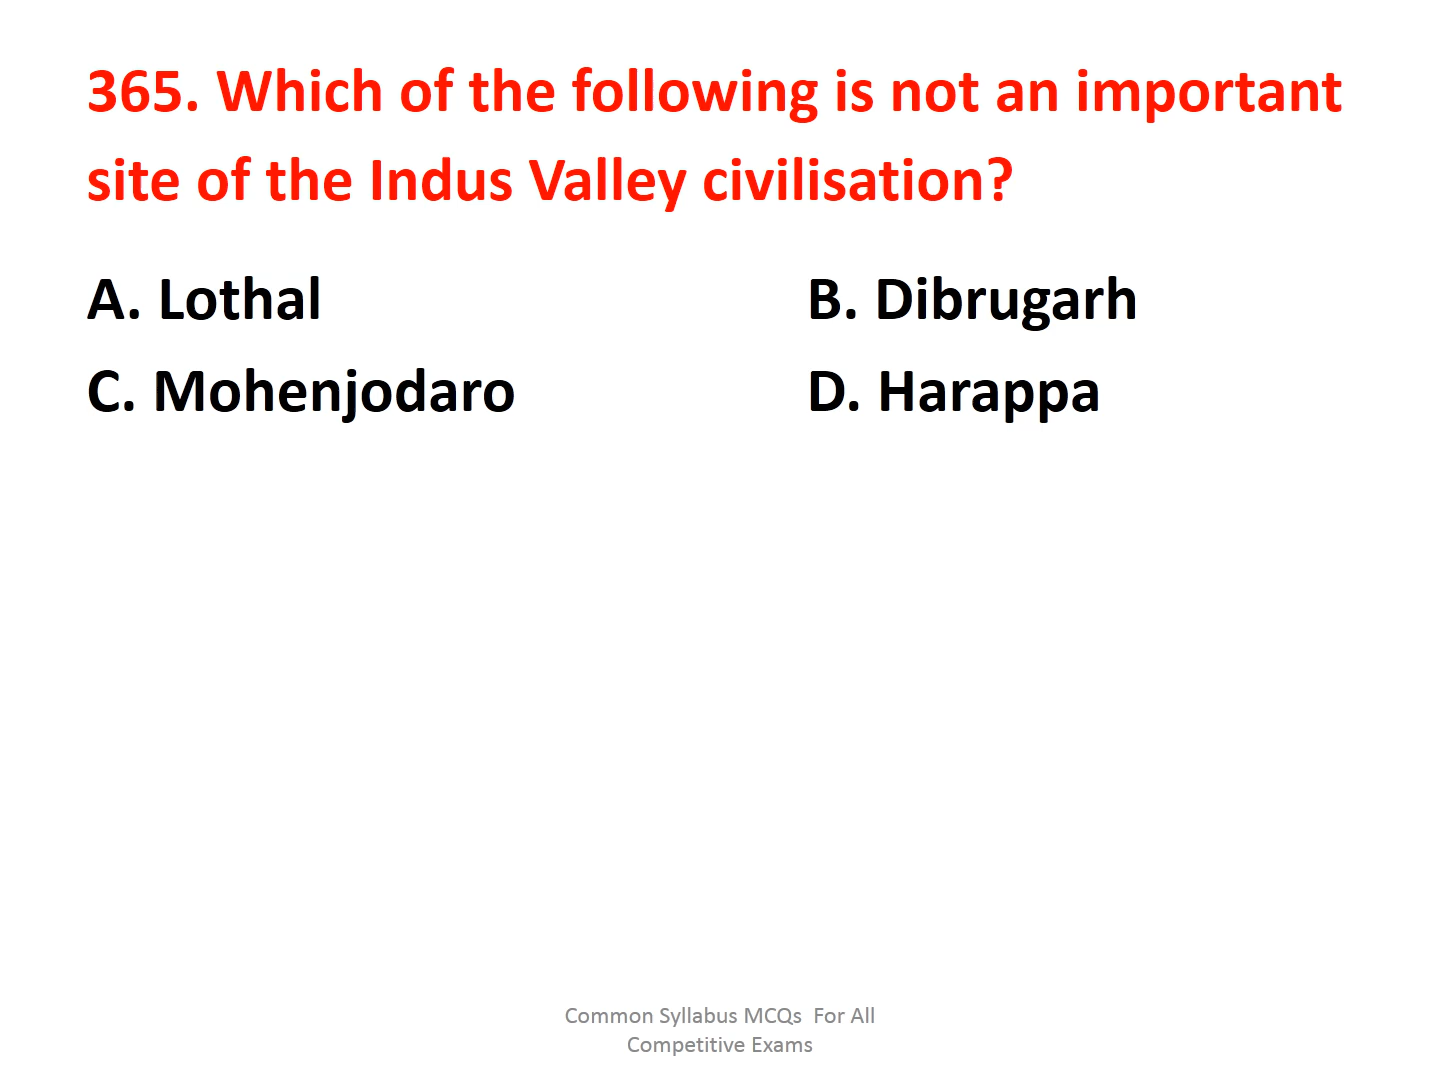 365. Which of the following is not an important
site of the Indus Valley civilisation?
A. Lothal B. Dibrugarh
C. Mohenjodaro D. Harappa
Common Syllabus MCQs For All
Competitive Exams